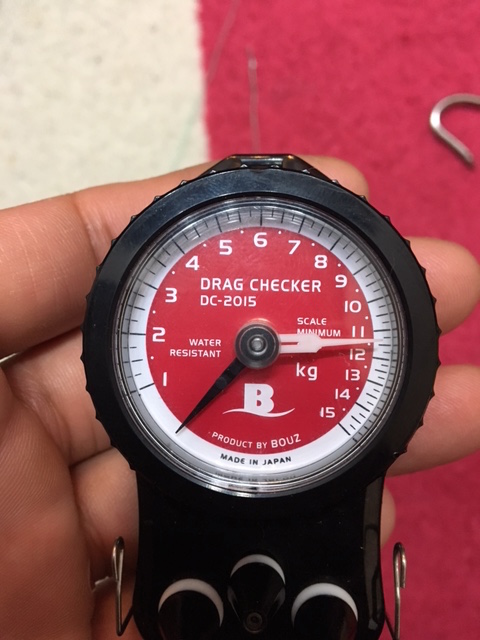 1
2
3
4
5
6
7
8
9
10
11
12
13
14
15
DRAG CHECKER
DC-2015
SCALE
MINIMUM
WATER
RESISTANT
kg
B
PRODUCT BY BOUZ
MADE IN JAPAN